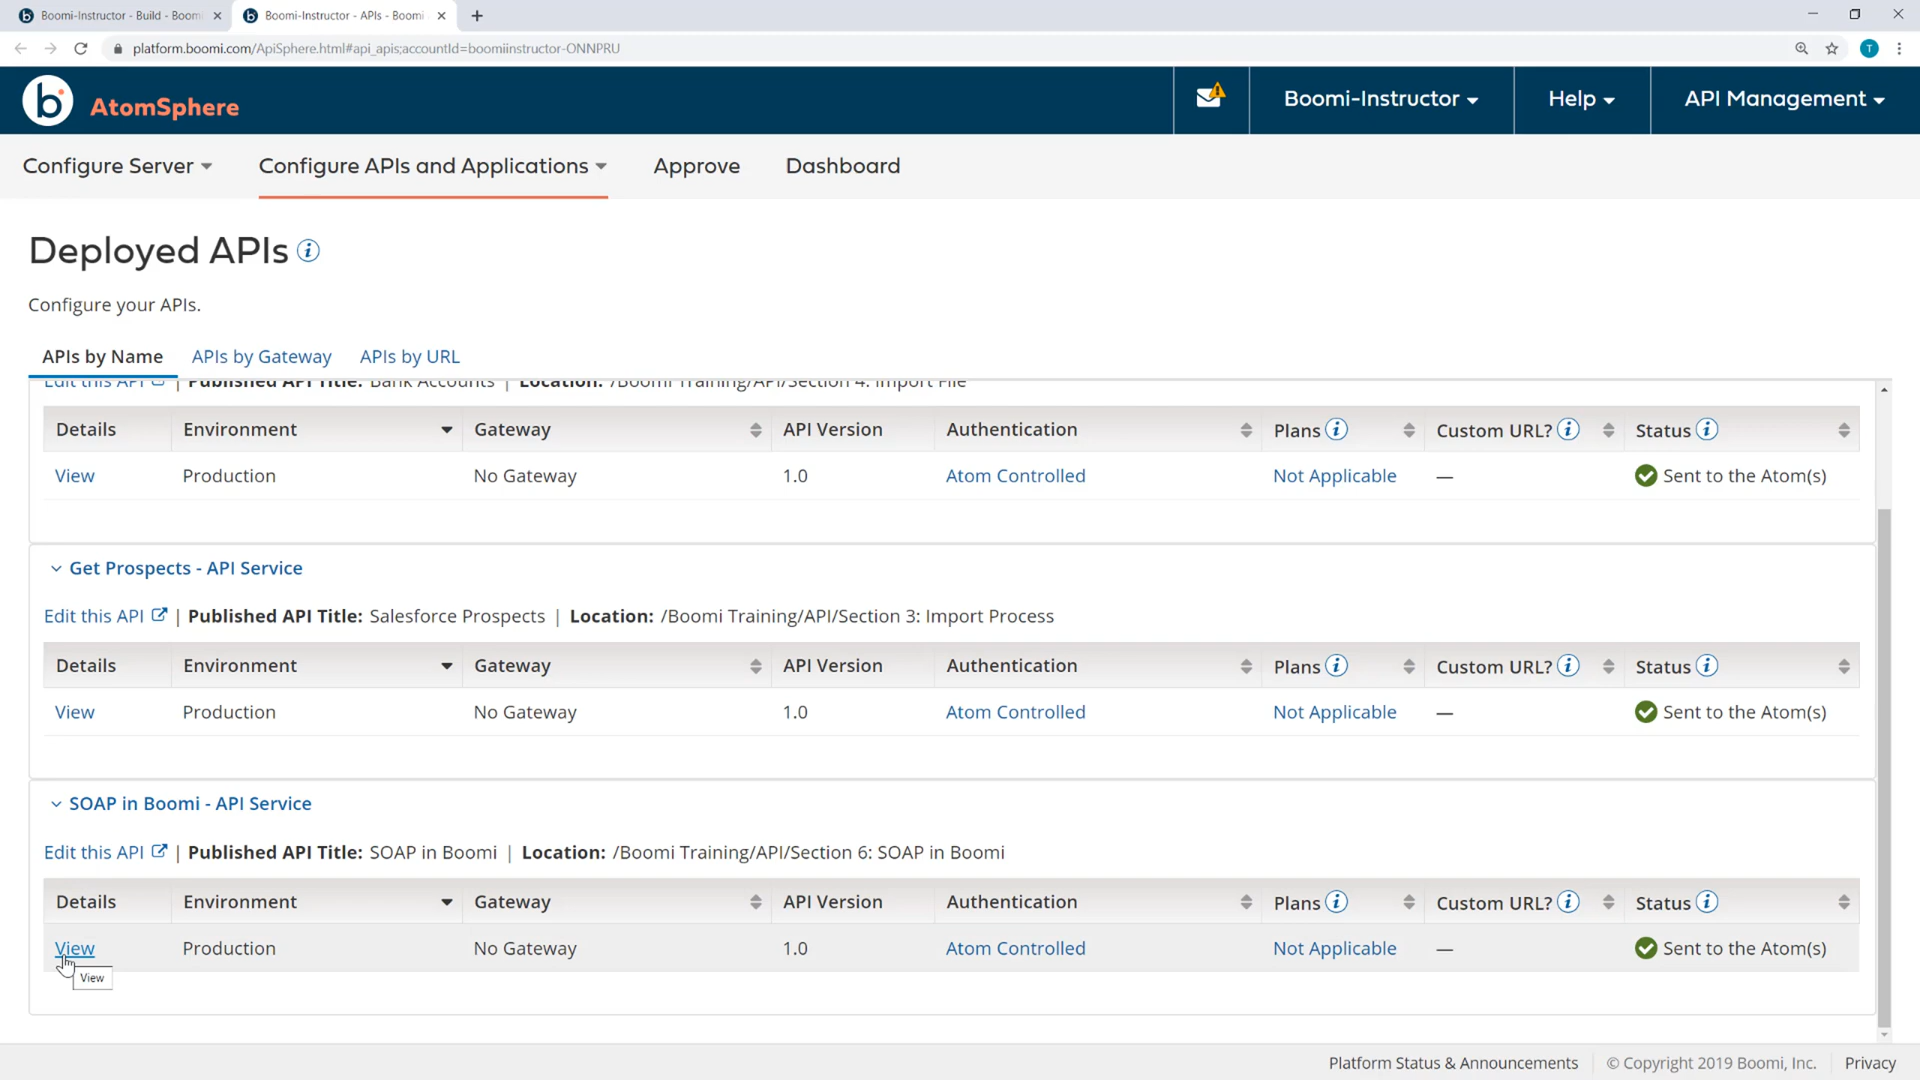 Boomi-Instructor - Build - Boomi
Boomi-Instructor - APIs - Boomi
platform.boomi.com/ApiSphere.html#api_apis;accountId=boomiinstructor-ONNPRU
T
b AtomSphere
Boomi-Instructor
Help
API Management
Configure Server
Configure APIs and Applications
Approve
Dashboard
Deployed APIs
Configure your APIs.
APIs by Name
APIs by Gateway
APIs by URL
Edit this API | Published API Title: Bank Accounts | Location: /Boomi Training/API/Section 4: Import File
Details Environment Gateway API Version Authentication Plans Custom URL? Status
View Production No Gateway 1.0 Atom Controlled Not Applicable — Sent to the Atom(s)
Get Prospects - API Service
Edit this API | Published API Title: Salesforce Prospects | Location: /Boomi Training/API/Section 3: Import Process
Details Environment Gateway API Version Authentication Plans Custom URL? Status
View Production No Gateway 1.0 Atom Controlled Not Applicable — Sent to the Atom(s)
SOAP in Boomi - API Service
Edit this API | Published API Title: SOAP in Boomi | Location: /Boomi Training/API/Section 6: SOAP in Boomi
Details Environment Gateway API Version Authentication Plans Custom URL? Status
View Production No Gateway 1.0 Atom Controlled Not Applicable — Sent to the Atom(s)
View
Platform Status & Announcements
© Copyright 2019 Boomi, Inc.
Privacy